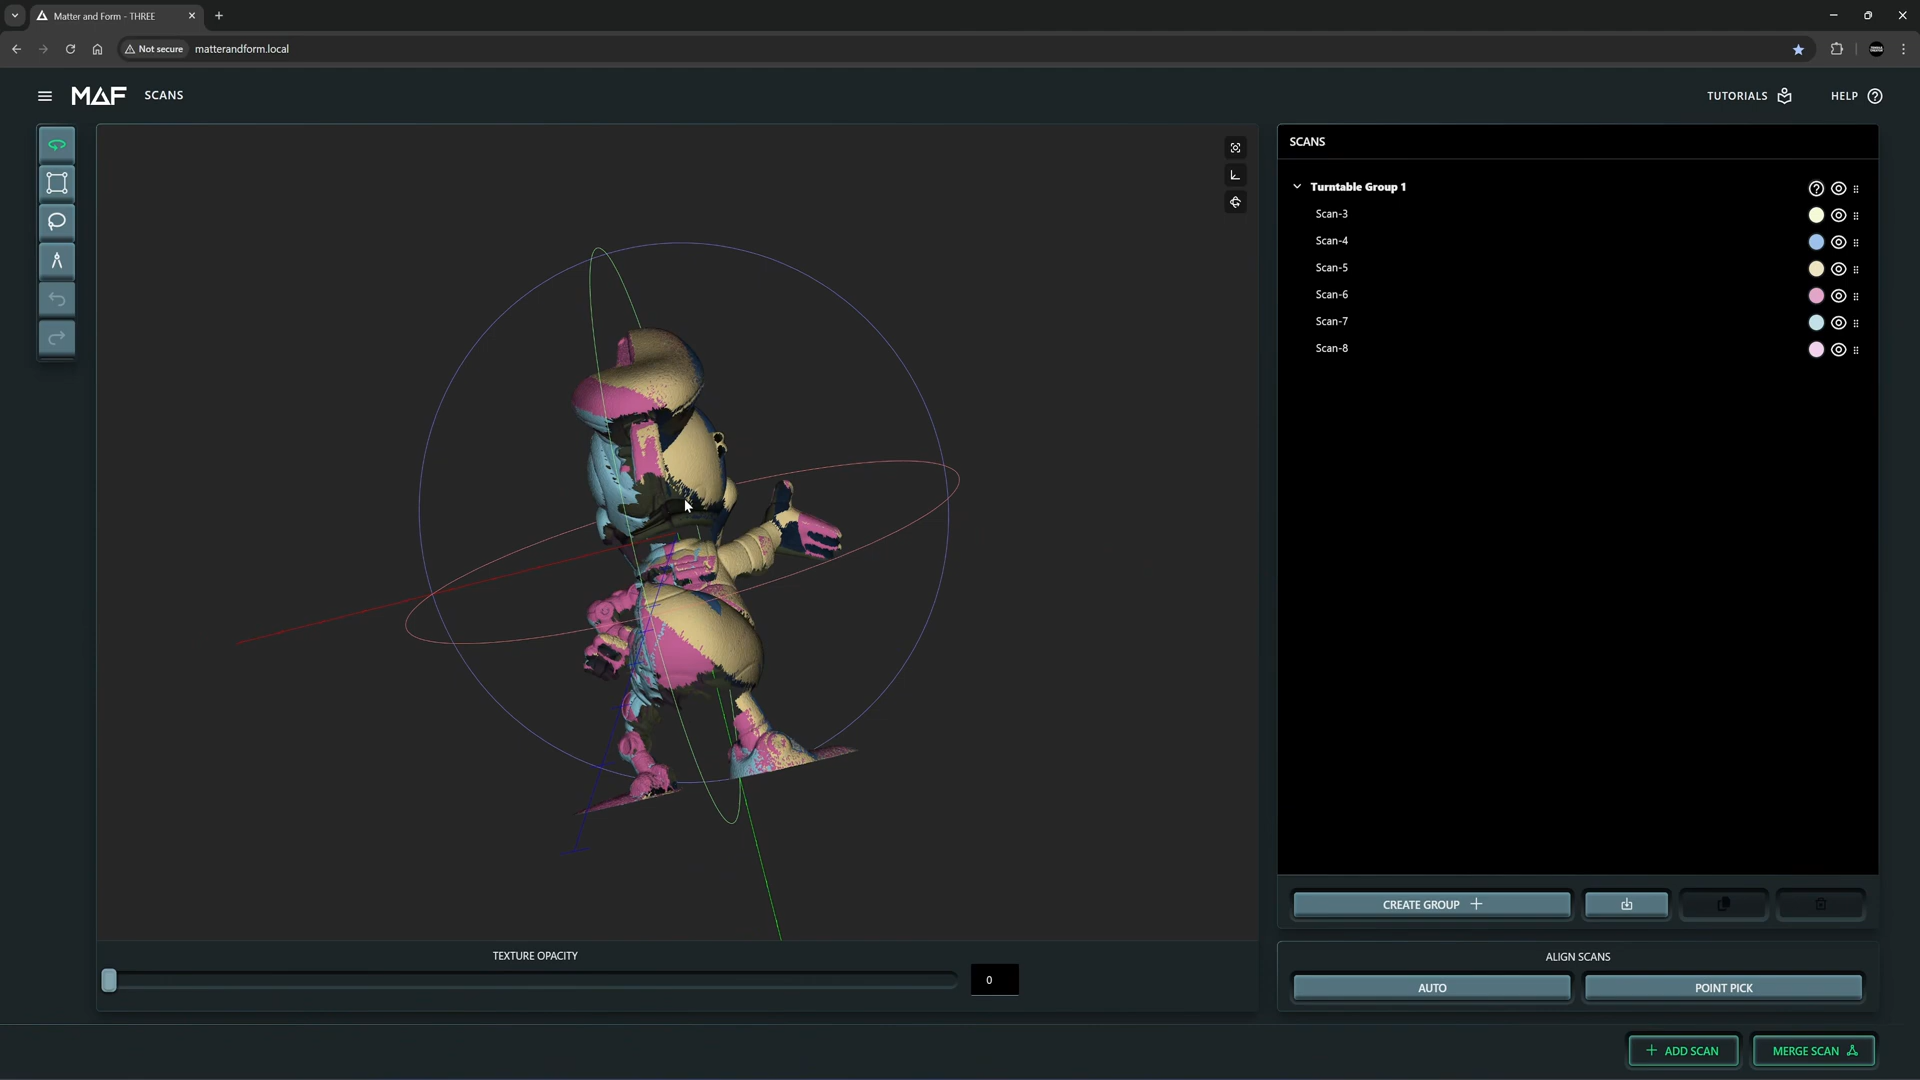 Matter and Form - THREE
Not secure
matterandform.local
MAF
SCANS
TUTORIALS
HELP
SCANS
Turntable Group 1
Scan-3
Scan-4
Scan-5
Scan-6
Scan-7
Scan-8
CREATE GROUP
TEXTURE OPACITY
0
ALIGN SCANS
AUTO
POINT PICK
ADD SCAN
MERGE SCAN